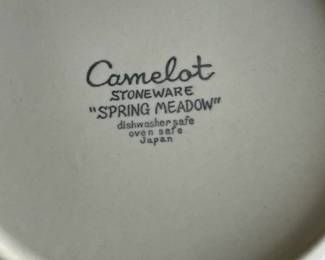 Camelot
STONEWARE
"SPRING MEADOW"
dishwasher safe
oven safe
Japan